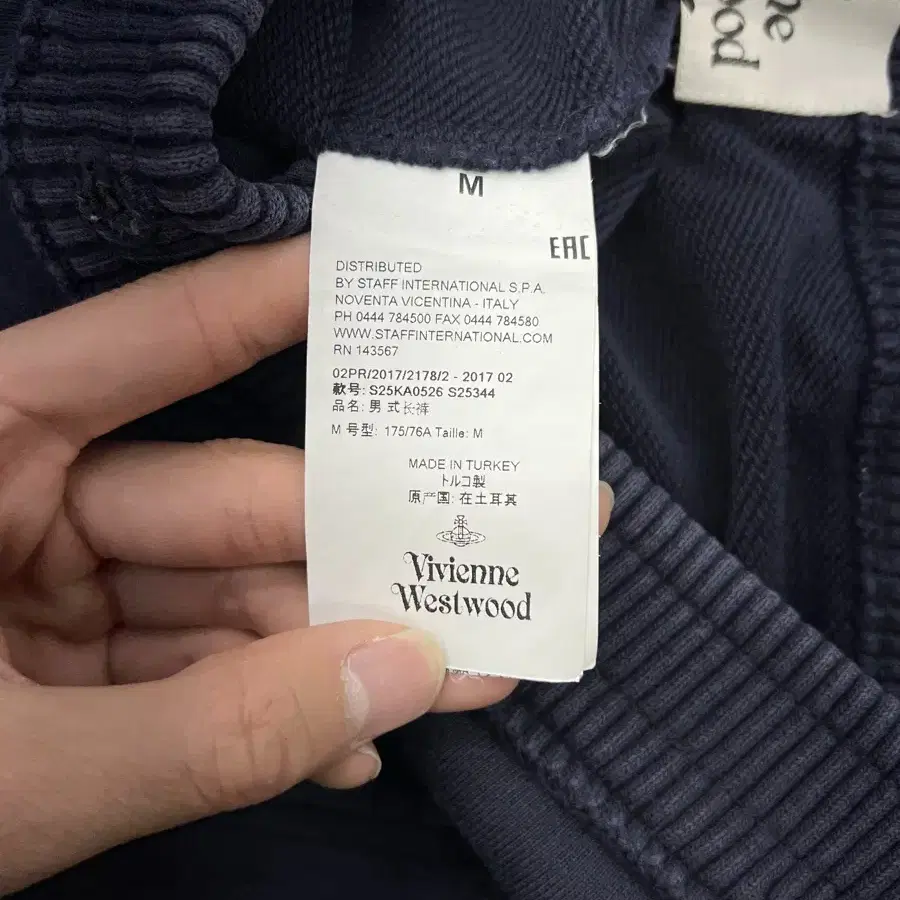 ne
ood
M
EAC
DISTRIBUTED
BY STAFF INTERNATIONAL S.P.A.
NOVENTA VICENTINA - ITALY
PH 0444 784500 FAX 0444 784580
WWW.STAFFINTERNATIONAL.COM
RN 143567
02PR/2017/2178/2 - 2017 02
款号: S25KA0526 S25344
品名: 男式长裤
M 号型: 175/76A Taille: M
MADE IN TURKEY
トルコ製
原产国: 在土耳其
Vivienne
Westwood